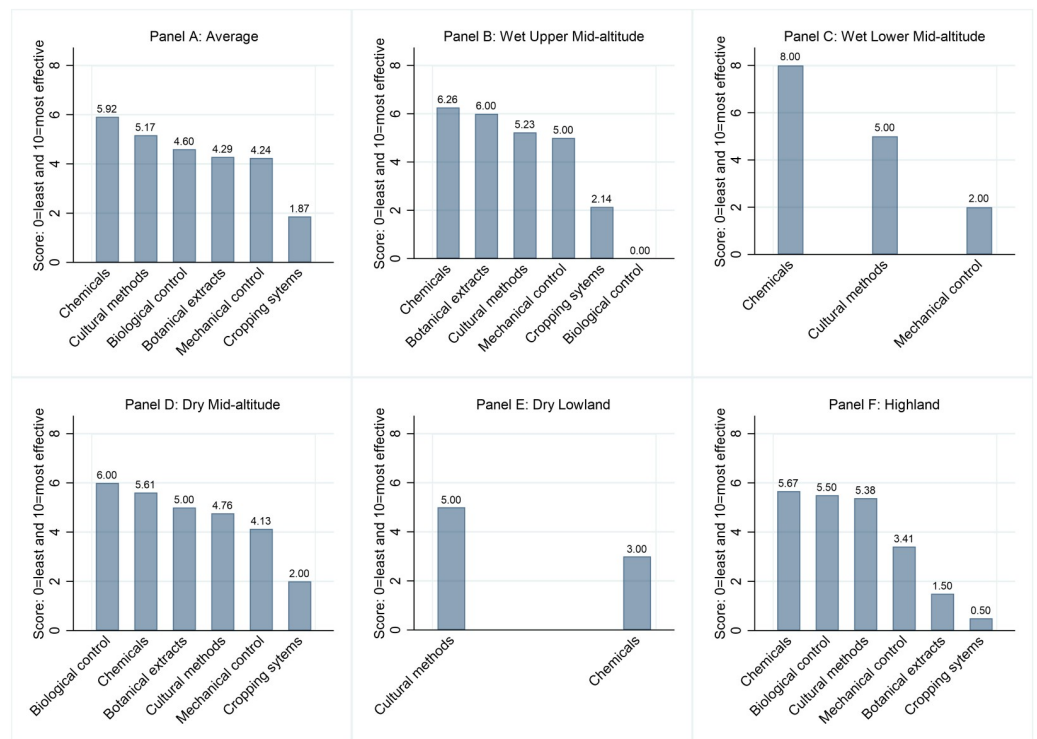 Panel A: Average
Score: 0=least and 10=most effective
8
6
4
2
0
5.92
5.17
4.60
4.29
4.24
1.87
Chemicals
Cultural methods
Biological control
Botanical extracts
Mechanical control
Cropping sytems
Panel B: Wet Upper Mid-altitude
Score: 0=least and 10=most effective
8
6
4
2
0
6.26
6.00
5.23
5.00
2.14
0.00
Chemicals
Botanical extracts
Cultural methods
Mechanical control
Cropping sytems
Biological control
Panel C: Wet Lower Mid-altitude
Score: 0=least and 10=most effective
8
6
4
2
0
8.00
5.00
2.00
Chemicals
Cultural methods
Mechanical control
Panel D: Dry Mid-altitude
Score: 0=least and 10=most effective
8
6
4
2
0
6.00
5.61
5.00
4.76
4.13
2.00
Biological control
Chemicals
Botanical extracts
Cultural methods
Mechanical control
Cropping sytems
Panel E: Dry Lowland
Score: 0=least and 10=most effective
8
6
4
2
0
5.00
3.00
Cultural methods
Chemicals
Panel F: Highland
Score: 0=least and 10=most effective
8
6
4
2
0
5.67
5.50
5.38
3.41
1.50
0.50
Chemicals
Biological control
Cultural methods
Mechanical control
Botanical extracts
Cropping sytems